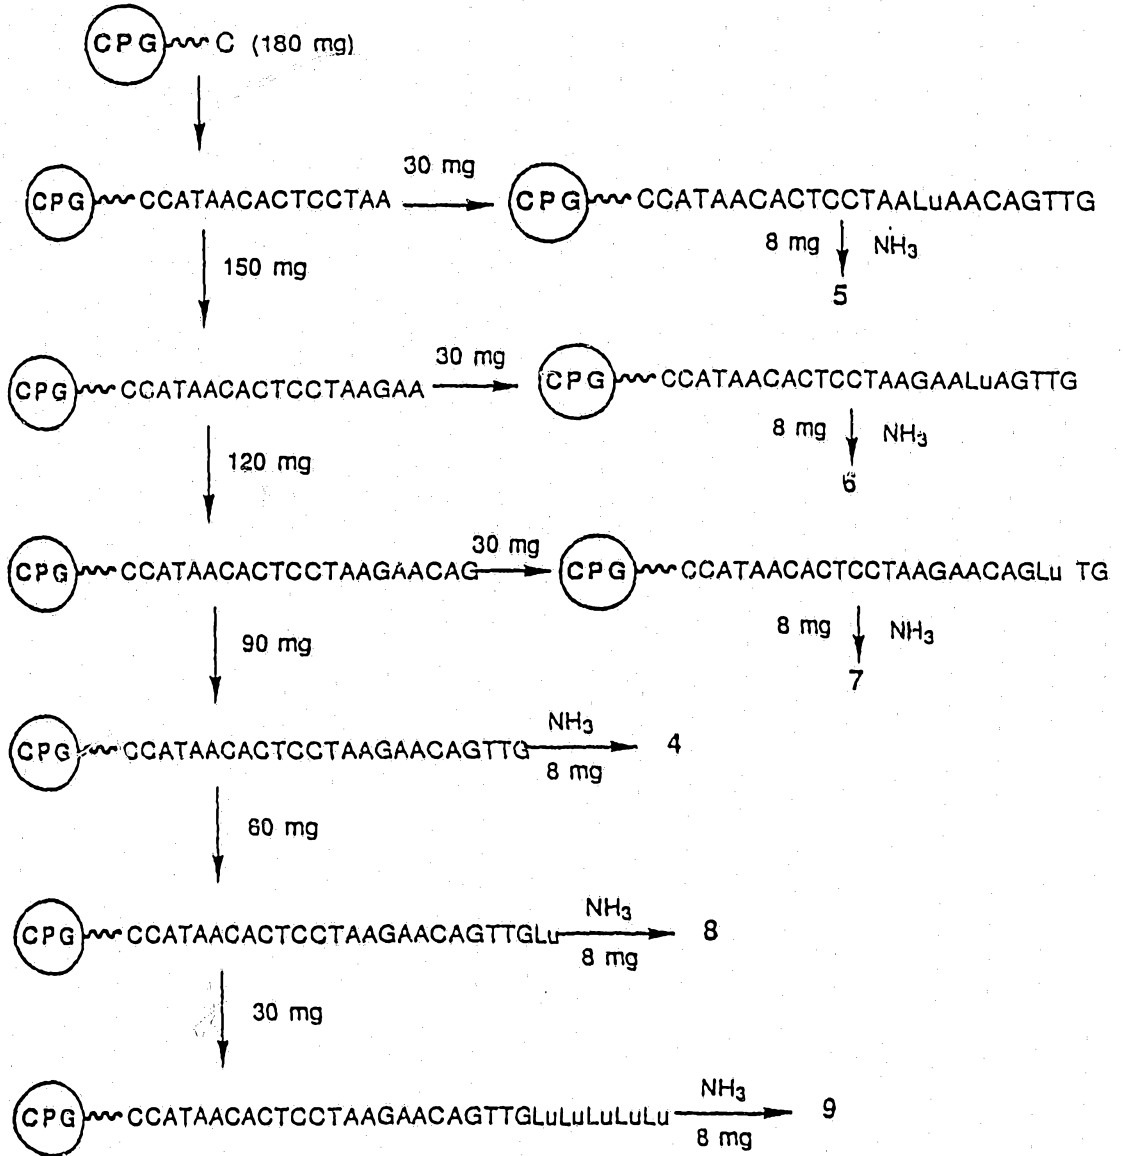 CPG C (180 mg)
CPG CCATAACACTCCTAA 30 mg CPG CCATAACACTCCTAALuAACAGTTG
150 mg 8 mg NH3
5
CPG CCATAACACTCCTAAGAA 30 mg CPG CCATAACACTCCTAAGAALuAGTTG
120 mg 8 mg NH3
6
CPG CCATAACACTCCTAAGAACAG 30 mg CPG CCATAACACTCCTAAGAACAGLu TG
90 mg 8 mg NH3
7
CPG CCATAACACTCCTAAGAACAGTTG NH3 8 mg 4
60 mg
CPG CCATAACACTCCTAAGAACAGTTGLu NH3 8 mg 8
30 mg
CPG CCATAACACTCCTAAGAACAGTTGLuLuLuLuLu NH3 8 mg 9